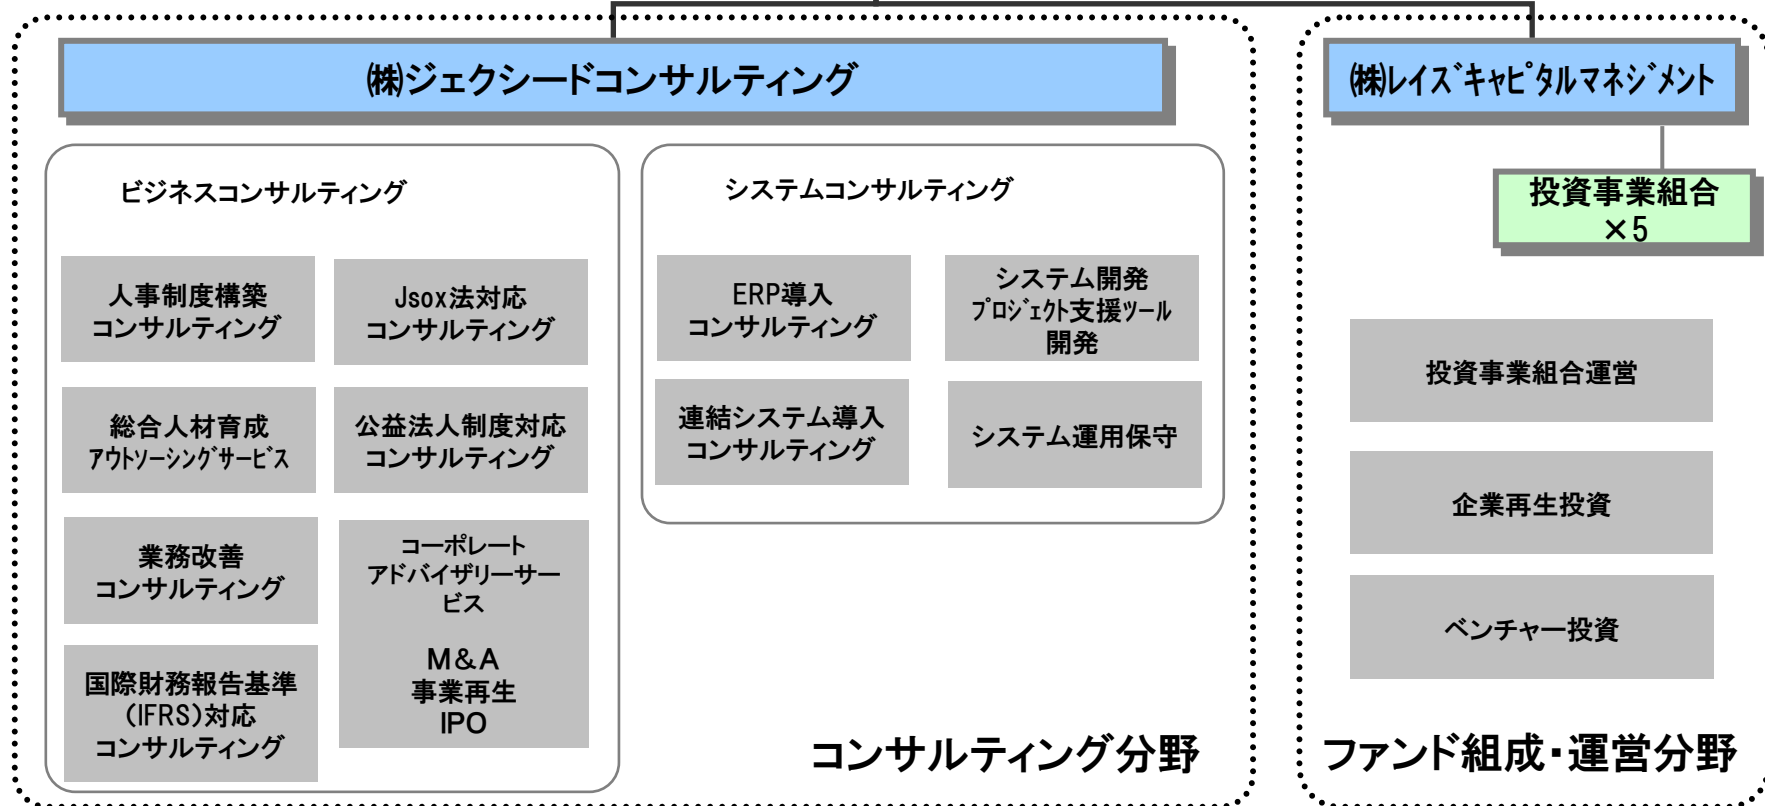 ㈱ジェクシードコンサルティング
ビジネスコンサルティング
人事制度構築
コンサルティング
Jsox法対応
コンサルティング
総合人材育成
ｱｳﾄｿｰｼﾝｸﾞｻｰﾋﾞｽ
公益法人制度対応
コンサルティング
業務改善
コンサルティング
コーポレート
アドバイザリーサー
ビス
M＆A
事業再生
IPO
国際財務報告基準
(IFRS)対応
コンサルティング
システムコンサルティング
ERP導入
コンサルティング
システム開発
ﾌﾟﾛｼﾞｪｸﾄ支援ﾂｰﾙ
開発
連結システム導入
コンサルティング
システム運用保守
コンサルティング分野
㈱ﾚｲｽﾞｷｬﾋﾟﾀﾙﾏﾈｼﾞﾒﾝﾄ
投資事業組合
×5
投資事業組合運営
企業再生投資
ベンチャー投資
ファンド組成・運営分野